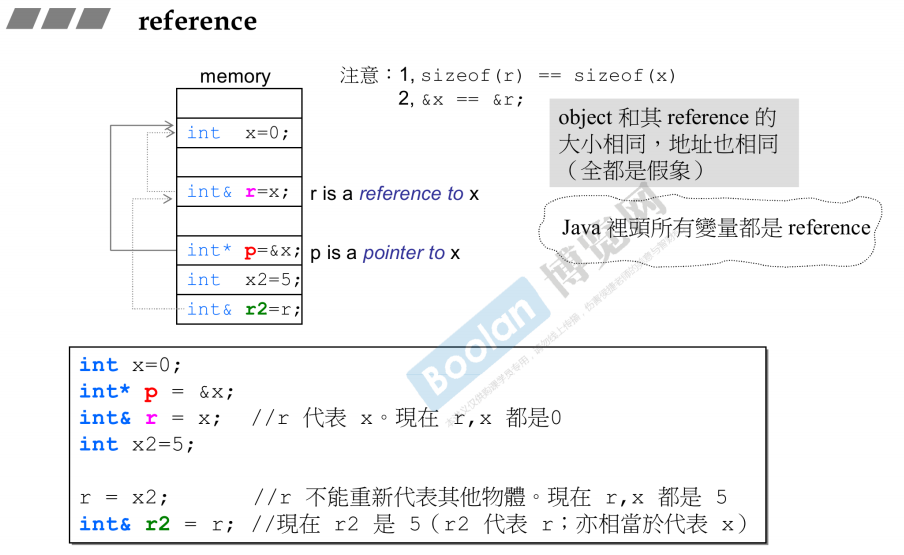 reference
memory
int x=0;
int& r=x;
int* p=&x;
int x2=5;
int& r2=r;
r is a reference to x
p is a pointer to x
注意：1, sizeof(r) == sizeof(x)
2, &x == &r;
object 和其 reference 的
大小相同，地址也相同
（全都是假象）
Java 裡頭所有變量都是 reference
Boolan 博览网
int x=0;
int* p = &x;
int& r = x; //r 代表 x。現在 r,x 都是0
int x2=5;
r = x2; //r 不能重新代表其他物體。現在 r,x 都是 5
int& r2 = r; //現在 r2 是 5（r2 代表 r；亦相當於代表 x）